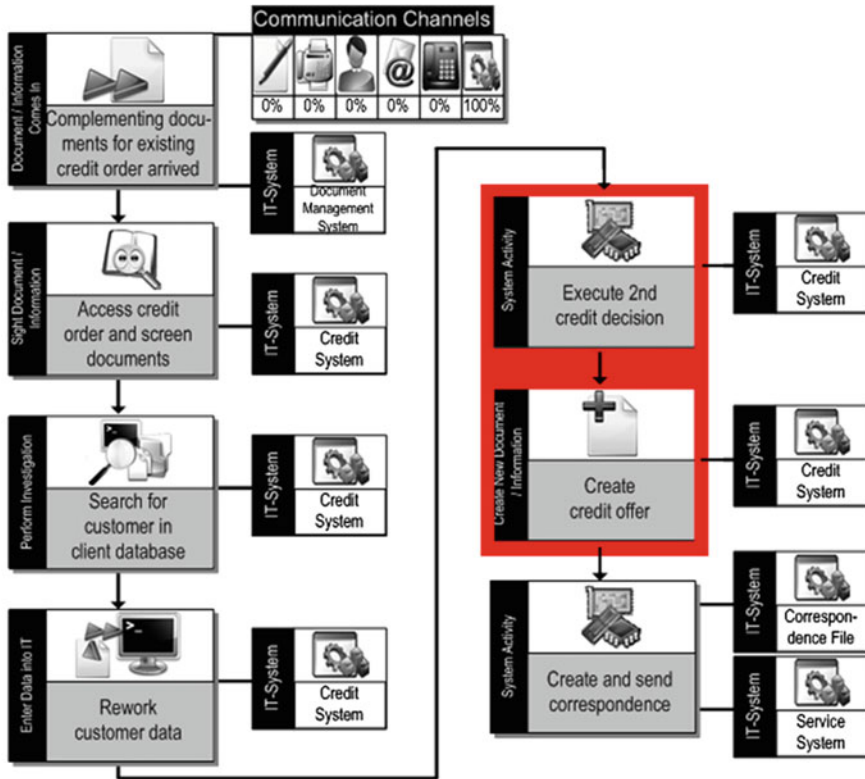 Communication Channels
0% 0% 0% 0% 0% 100%
Document / Information
Comes In
Complementing docu-
ments for existing
credit order arrived
IT-System
Document
Management
System
Sight Document /
Information
Access credit
order and screen
documents
IT-System
Credit
System
Perform Investigation
Search for
customer in
client database
IT-System
Credit
System
Enter Data into IT
Rework
customer data
IT-System
Credit
System
System Activity
Execute 2nd
credit decision
IT-System
Credit
System
Create New Document
/ Information
Create
credit offer
IT-System
Credit
System
System Activity
Create and send
correspondence
IT-System
Correspon-
dence File
IT-System
Service
System